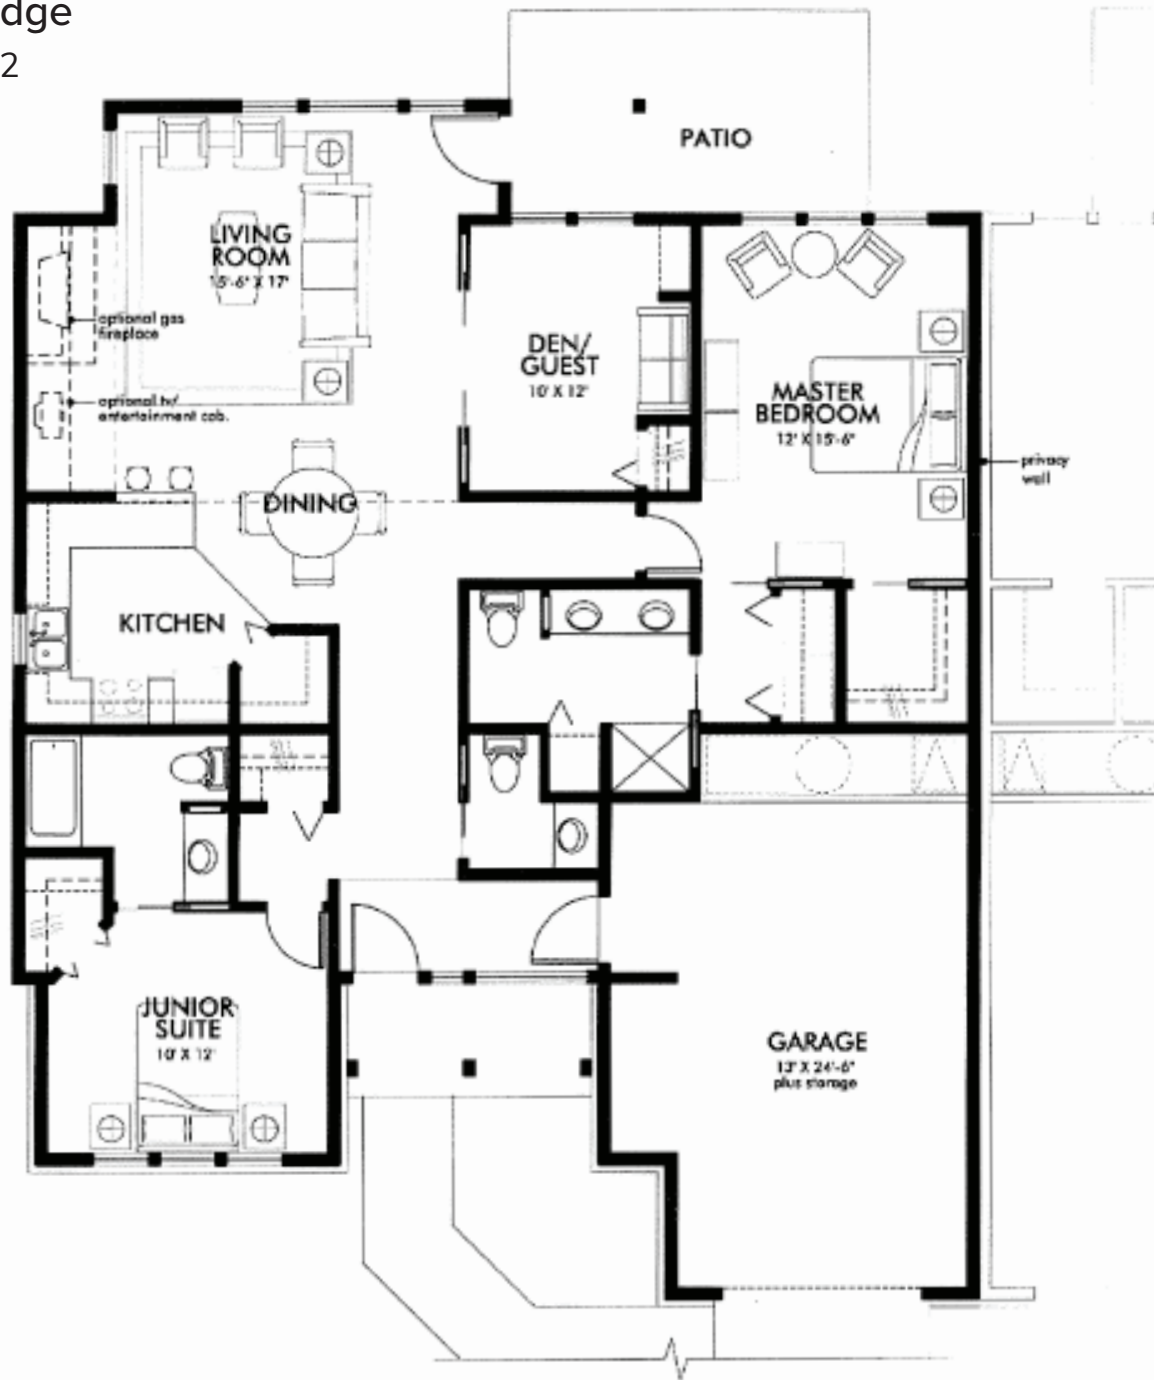 dge
2
PATIO
LIVING
ROOM
15'-6" X 17'
optional gas
fireplace
DEN/
GUEST
10' X 12'
MASTER
BEDROOM
12' X 15'-6"
optional tv/
entertainment cab.
privacy
wall
DINING
KITCHEN
JUNIOR
SUITE
10' X 12'
GARAGE
13' X 24'-6"
plus storage